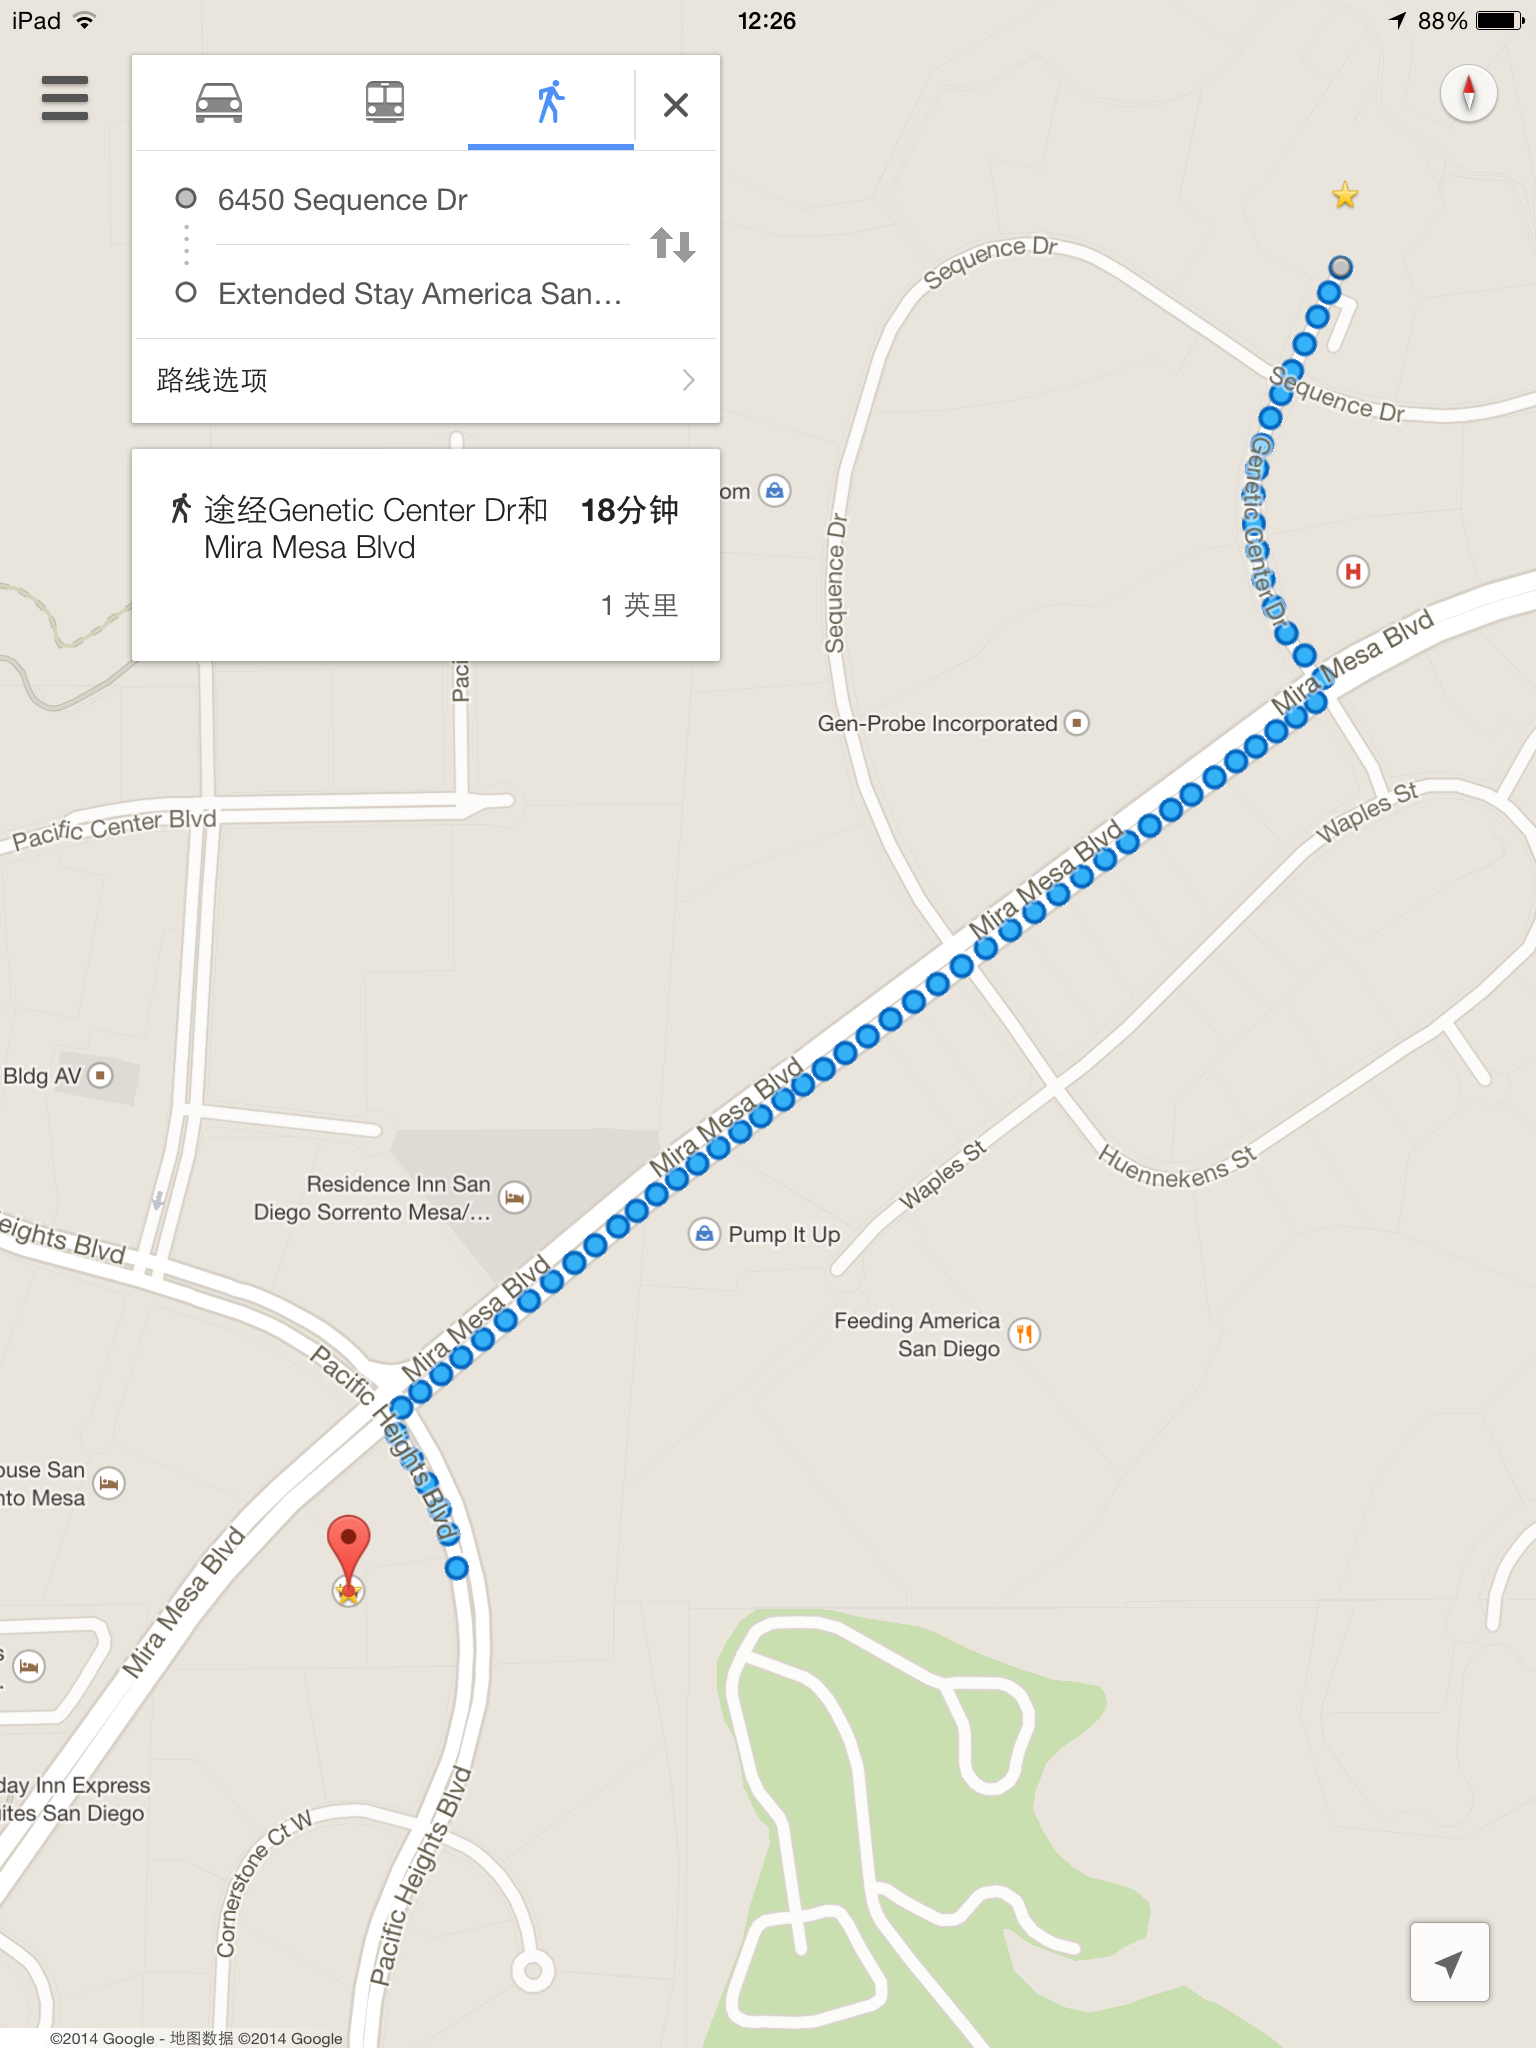 iPad
12:26
88%
6450 Sequence Dr
Extended Stay America San...
路线选项
途经Genetic Center Dr和
Mira Mesa Blvd
18分钟
1 英里
Sequence Dr
Sequence Dr
om
Genetic Center Dr
Sequence Dr
H
Mira Mesa Blvd
Paci
Gen-Probe Incorporated
Waples St
Pacific Center Blvd
Mira Mesa Blvd
Bldg AV
Mira Mesa Blvd
Huennekens St
Waples St
Residence Inn San
Diego Sorrento Mesa/...
eights Blvd
Pump It Up
Mira Mesa Blvd
Feeding America
San Diego
Pacific Heights Blvd
ouse San
nto Mesa
Mira Mesa Blvd
s
.
day Inn Express
ites San Diego
Cornerstone Ct W
Pacific Heights Blvd
©2014 Google - 地图数据 ©2014 Google